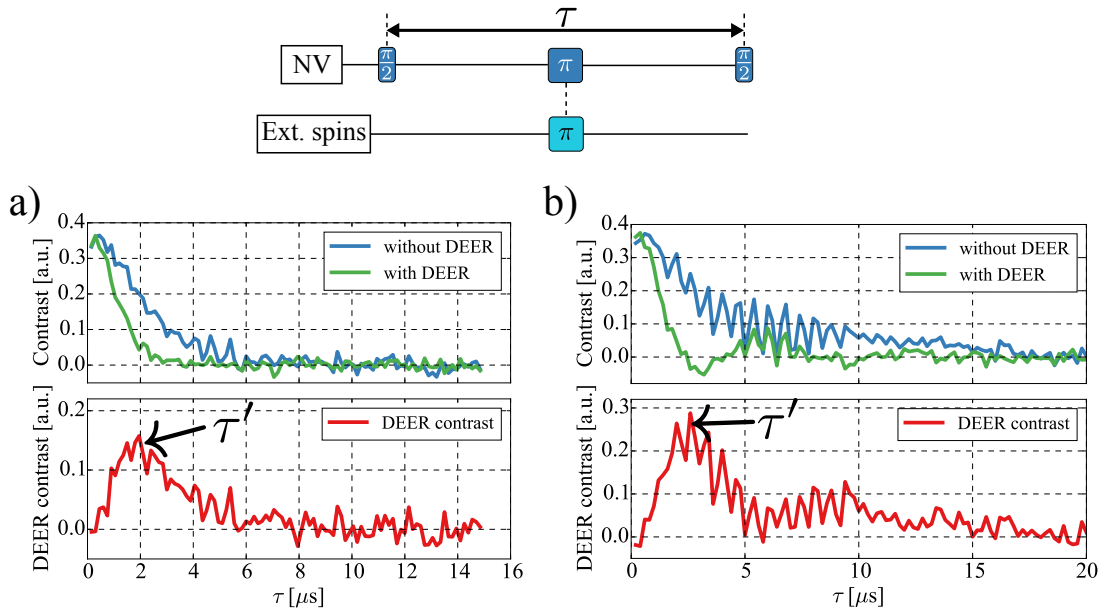 τ
π/2 π π/2
NV
Ext. spins π
a)
0.4
0.3
0.2
0.1
0.0
Contrast [a.u.]
without DEER
with DEER
0.2
0.1
0.0
DEER contrast [a.u.]
DEER contrast
τ′
0 2 4 6 8 10 12 14 16
τ [μs]
b)
0.4
0.3
0.2
0.1
0.0
Contrast [a.u.]
without DEER
with DEER
0.3
0.2
0.1
0.0
DEER contrast [a.u.]
DEER contrast
τ′
0 5 10 15 20
τ [μs]